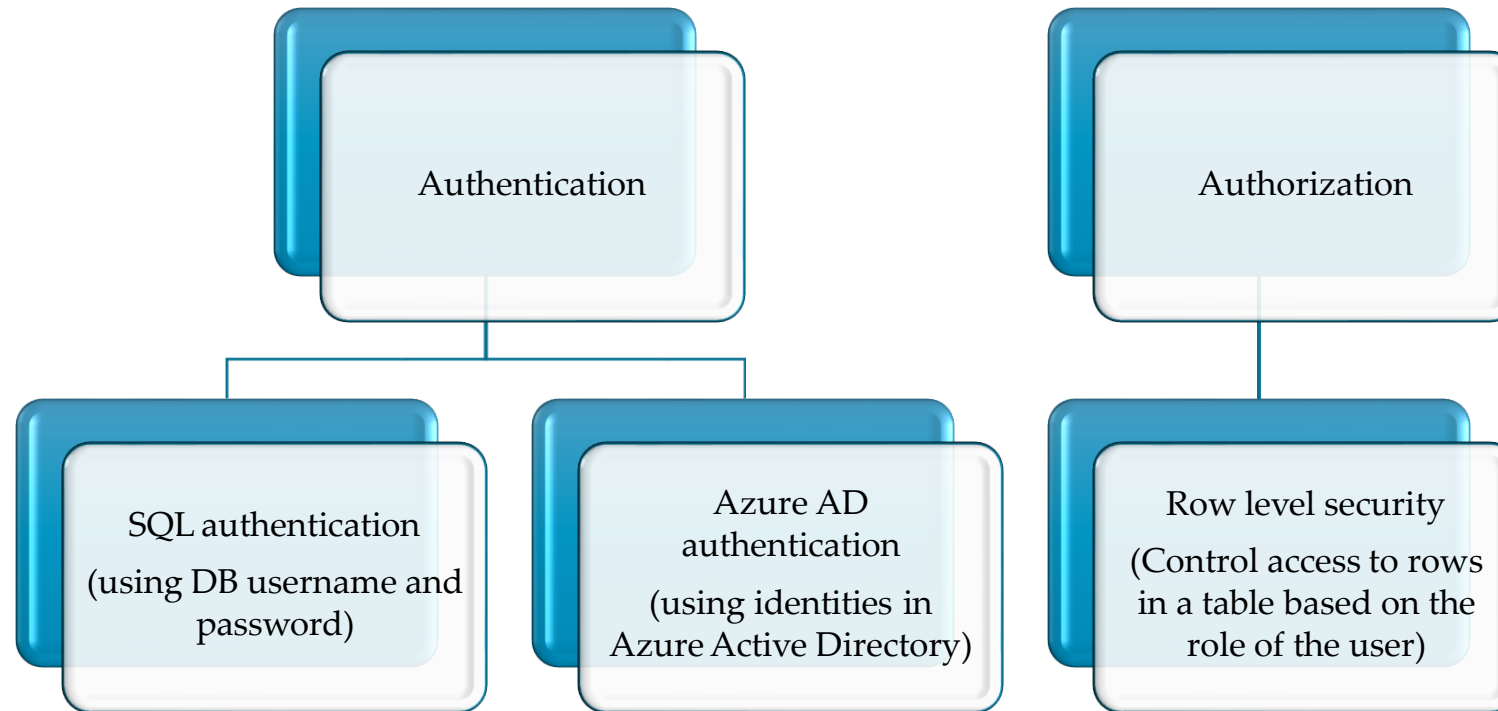 Authentication
Authorization
SQL authentication
(using DB username and
password)
Azure AD
authentication
(using identities in
Azure Active Directory)
Row level security
(Control access to rows
in a table based on the
role of the user)